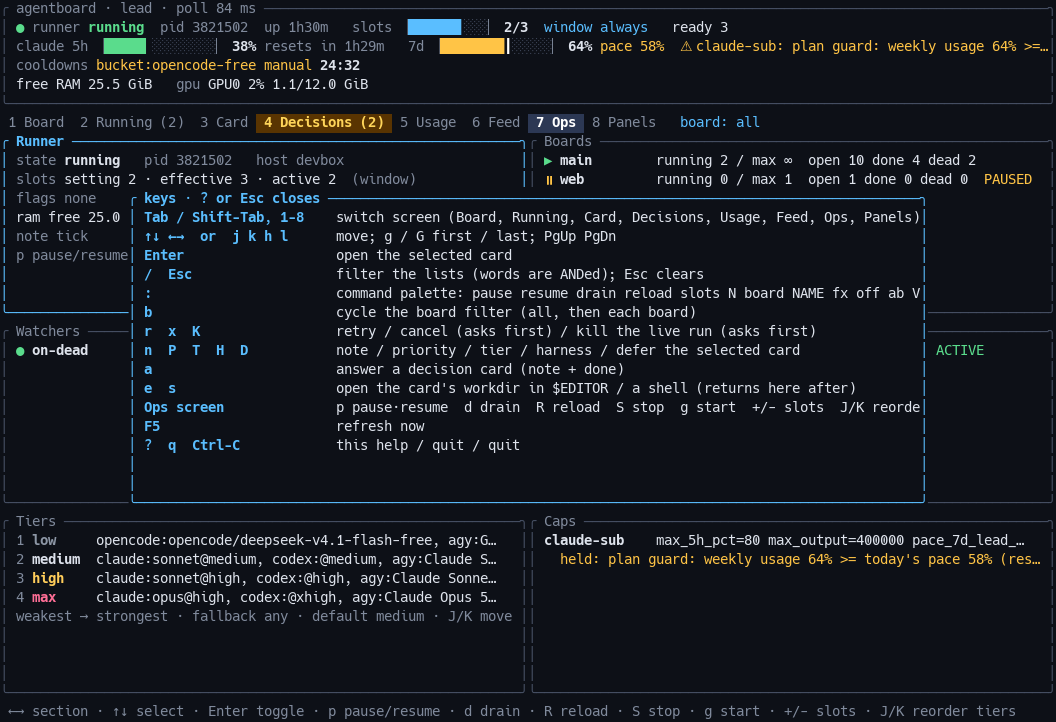 agentboard · lead · poll 84 ms
● runner running  pid 3821502  up 1h30m  slots  2/3  window always  ready 3
claude 5h  38% resets in 1h29m  7d  64% pace 58%  ⚠ claude-sub: plan guard: weekly usage 64% >=…
cooldowns bucket:opencode-free manual 24:32
free RAM 25.5 GiB  gpu GPU0 2% 1.1/12.0 GiB
1 Board  2 Running (2)  3 Card  4 Decisions (2)  5 Usage  6 Feed  7 Ops  8 Panels  board: all
Runner
state running  pid 3821502  host devbox
slots setting 2 · effective 3 · active 2  (window)
flags none
ram free 25.0
note tick
p pause/resume
Boards
▶ main  running 2 / max ∞  open 10 done 4 dead 2
⏸ web  running 0 / max 1  open 1 done 0 dead 0  PAUSED
keys · ? or Esc closes
Tab / Shift-Tab, 1-8  switch screen (Board, Running, Card, Decisions, Usage, Feed, Ops, Panels)
↑↓ ←→  or  j k h l  move; g / G first / last; PgUp PgDn
Enter  open the selected card
/  Esc  filter the lists (words are ANDed); Esc clears
:  command palette: pause resume drain reload slots N board NAME fx off ab V
b  cycle the board filter (all, then each board)
r  x  K  retry / cancel (asks first) / kill the live run (asks first)
n  P  T  H  D  note / priority / tier / harness / defer the selected card
a  answer a decision card (note + done)
e  s  open the card's workdir in $EDITOR / a shell (returns here after)
Ops screen  p pause·resume  d drain  R reload  S stop  g start  +/- slots  J/K reorde
F5  refresh now
?  q  Ctrl-C  this help / quit / quit
Watchers
● on-dead
ACTIVE
Tiers
1 low  opencode:opencode/deepseek-v4.1-flash-free, agy:G…
2 medium  claude:sonnet@medium, codex:@medium, agy:Claude S…
3 high  claude:sonnet@high, codex:@high, agy:Claude Sonne…
4 max  claude:opus@high, codex:@xhigh, agy:Claude Opus 5…
weakest → strongest · fallback any · default medium · J/K move
Caps
claude-sub  max_5h_pct=80 max_output=400000 pace_7d_lead_…
held: plan guard: weekly usage 64% >= today's pace 58% (res…
←→ section · ↑↓ select · Enter toggle · p pause/resume · d drain · R reload · S stop · g start · +/- slots · J/K reorder tiers